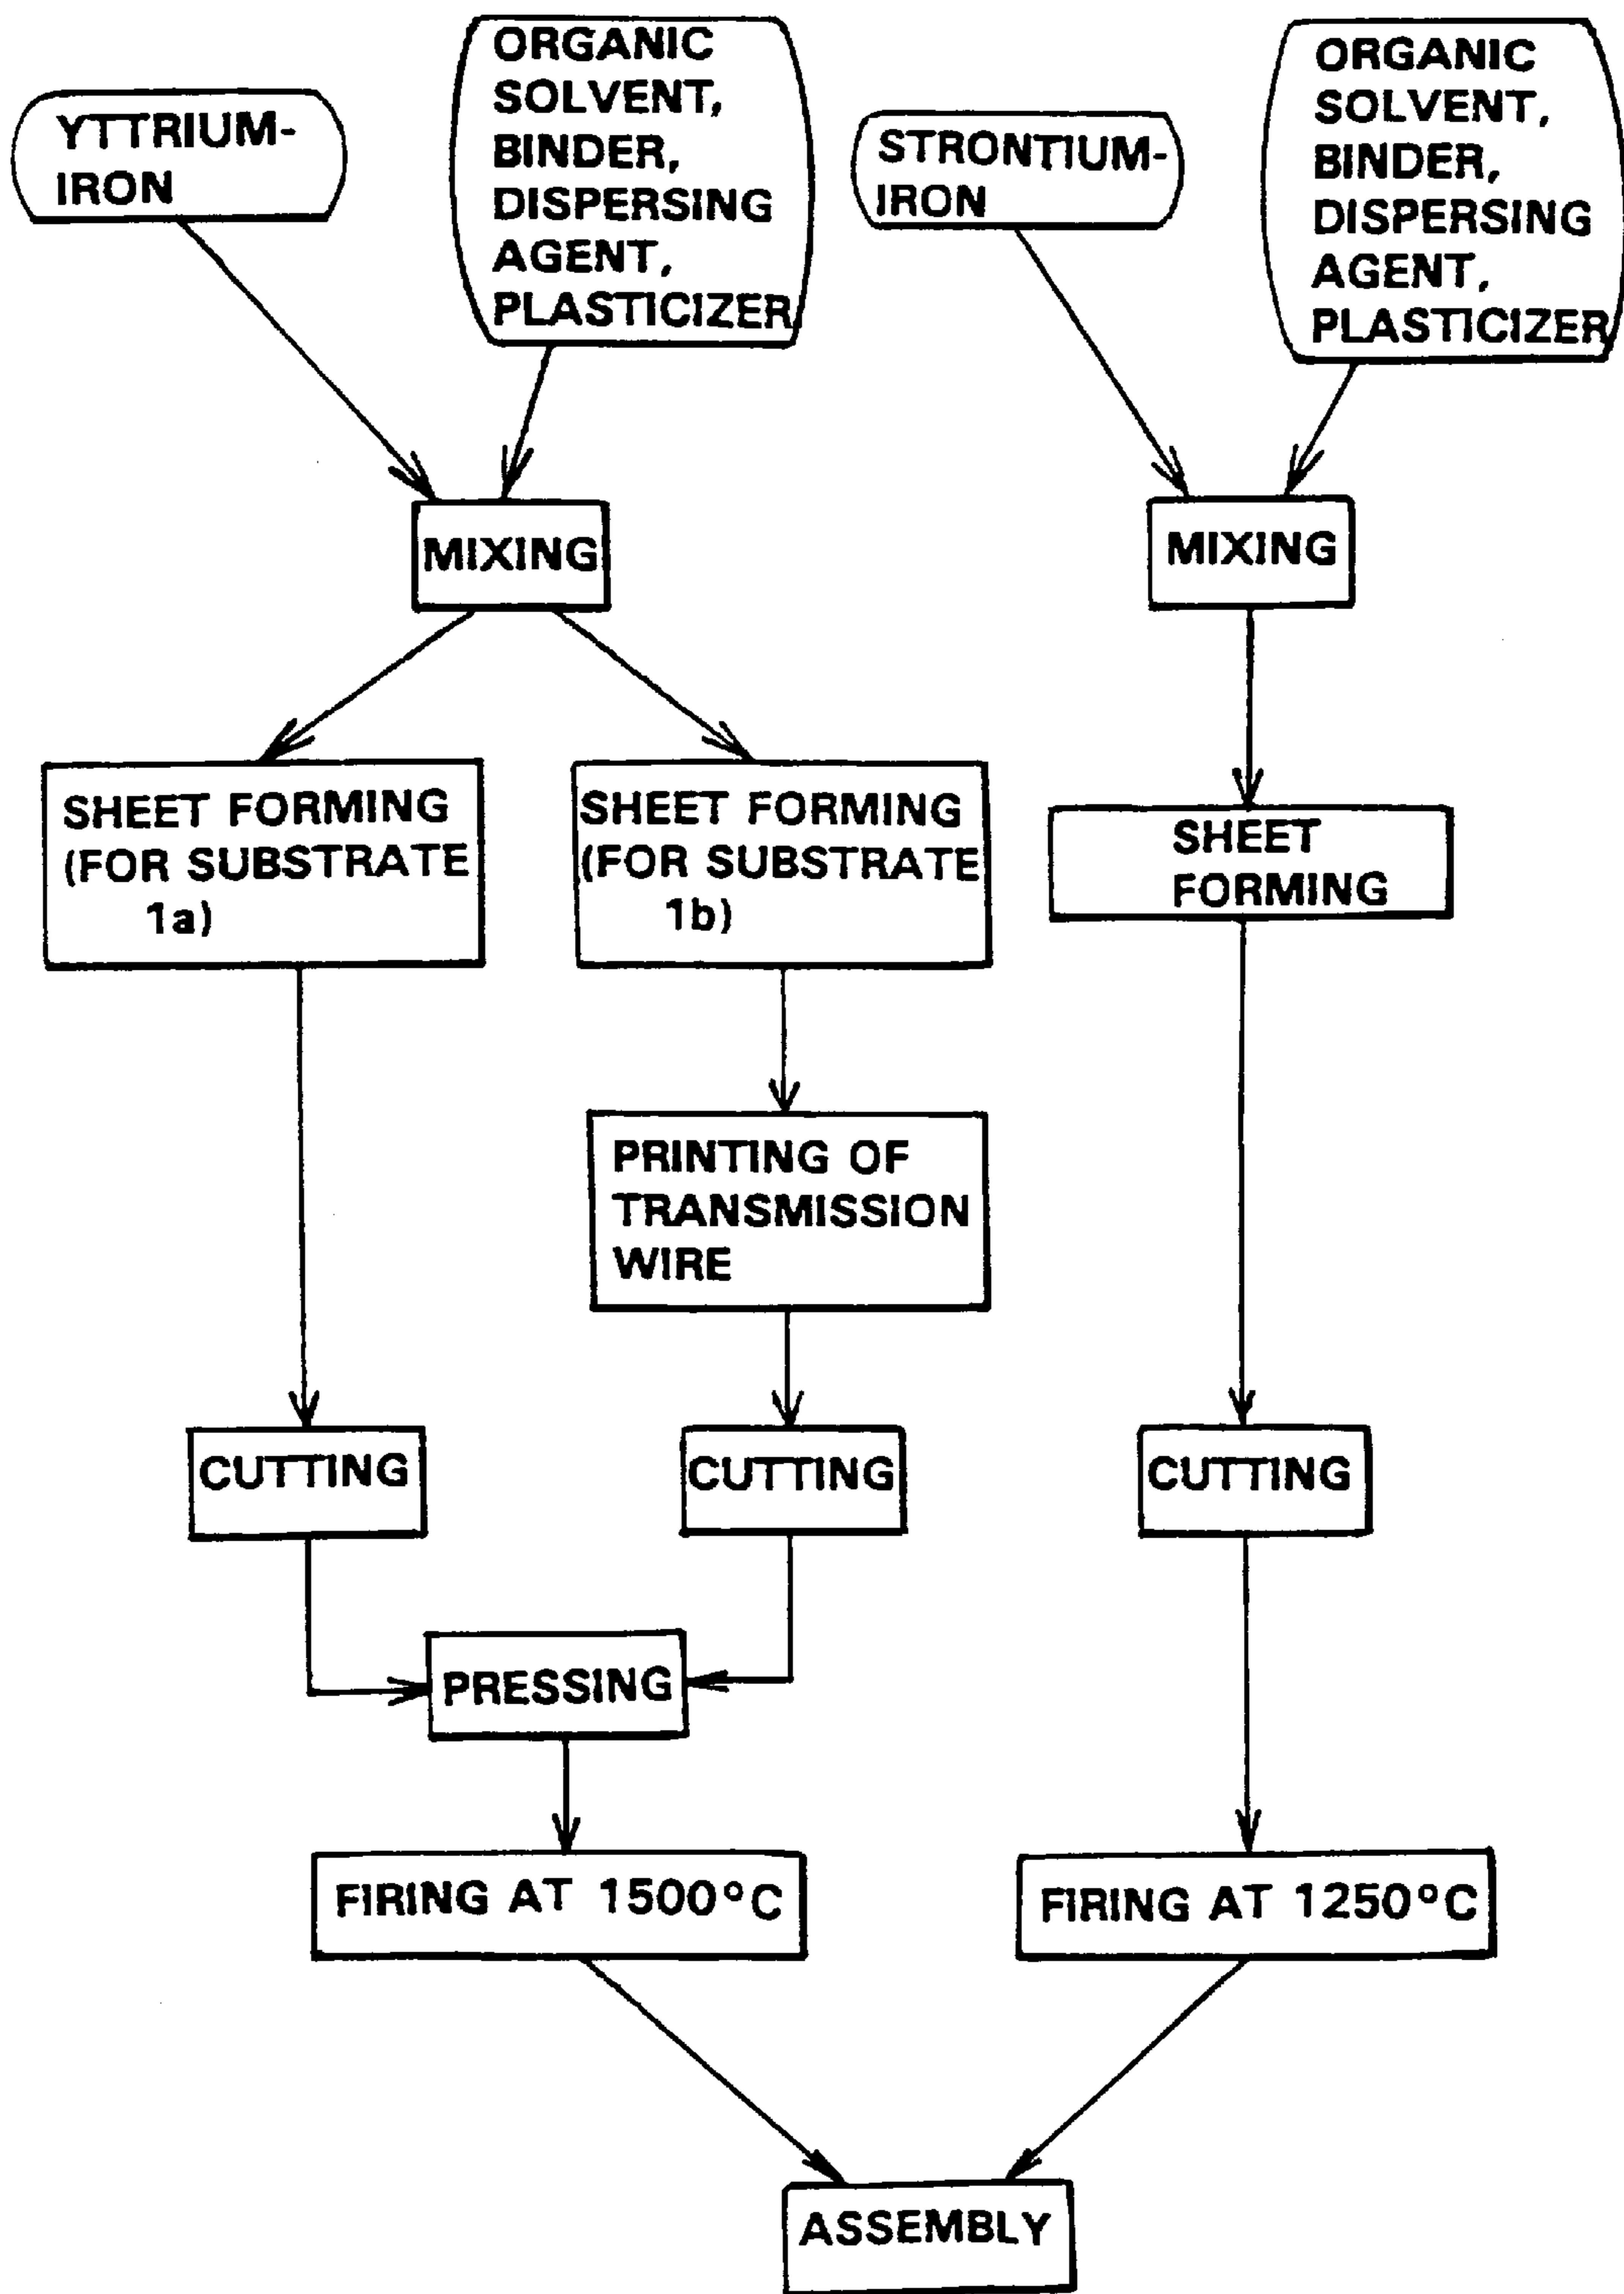 YTTRIUM-
IRON
ORGANIC
SOLVENT,
BINDER,
DISPERSING
AGENT,
PLASTICIZER
STRONTIUM-
IRON
ORGANIC
SOLVENT,
BINDER,
DISPERSING
AGENT,
PLASTICIZER
MIXING
MIXING
SHEET FORMING
(FOR SUBSTRATE
1a)
SHEET FORMING
(FOR SUBSTRATE
1b)
SHEET
FORMING
PRINTING OF
TRANSMISSION
WIRE
CUTTING
CUTTING
CUTTING
PRESSING
FIRING AT 1500°C
FIRING AT 1250°C
ASSEMBLY